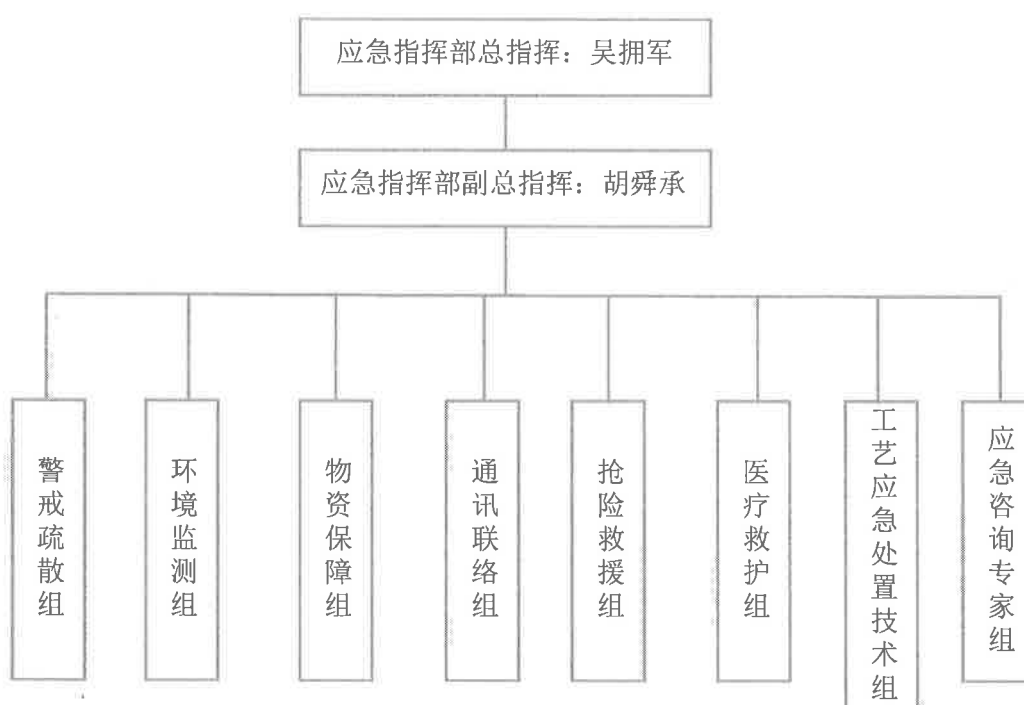 应急指挥部总指挥：吴拥军
应急指挥部副总指挥：胡舜承
警戒疏散组
环境监测组
物资保障组
通讯联络组
抢险救援组
医疗救护组
工艺应急处置技术组
应急咨询专家组